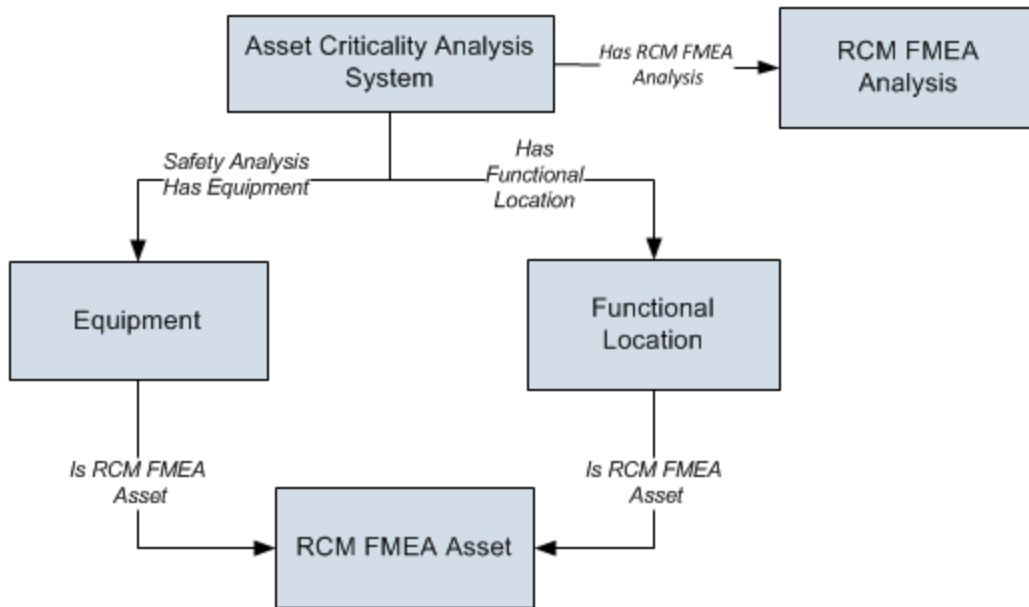 Asset Criticality Analysis
System
Has RCM FMEA
Analysis
RCM FMEA
Analysis
Safety Analysis
Has Equipment
Has
Functional
Location
Equipment
Functional
Location
Is RCM FMEA
Asset
Is RCM FMEA
Asset
RCM FMEA Asset